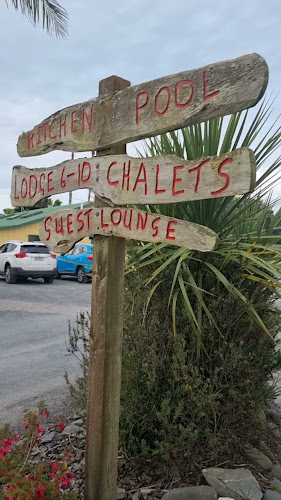 KITCHEN POOL
LODGE 6-10 CHALETS
GUEST LOUNGE